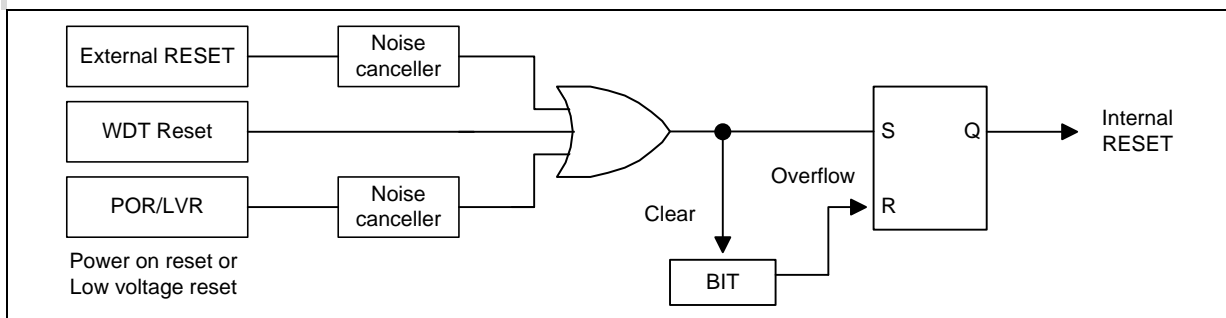 External RESET
Noise
canceller
WDT Reset
POR/LVR
Noise
canceller
Power on reset or
Low voltage reset
Clear
BIT
Overflow
S
Q
R
Internal
RESET